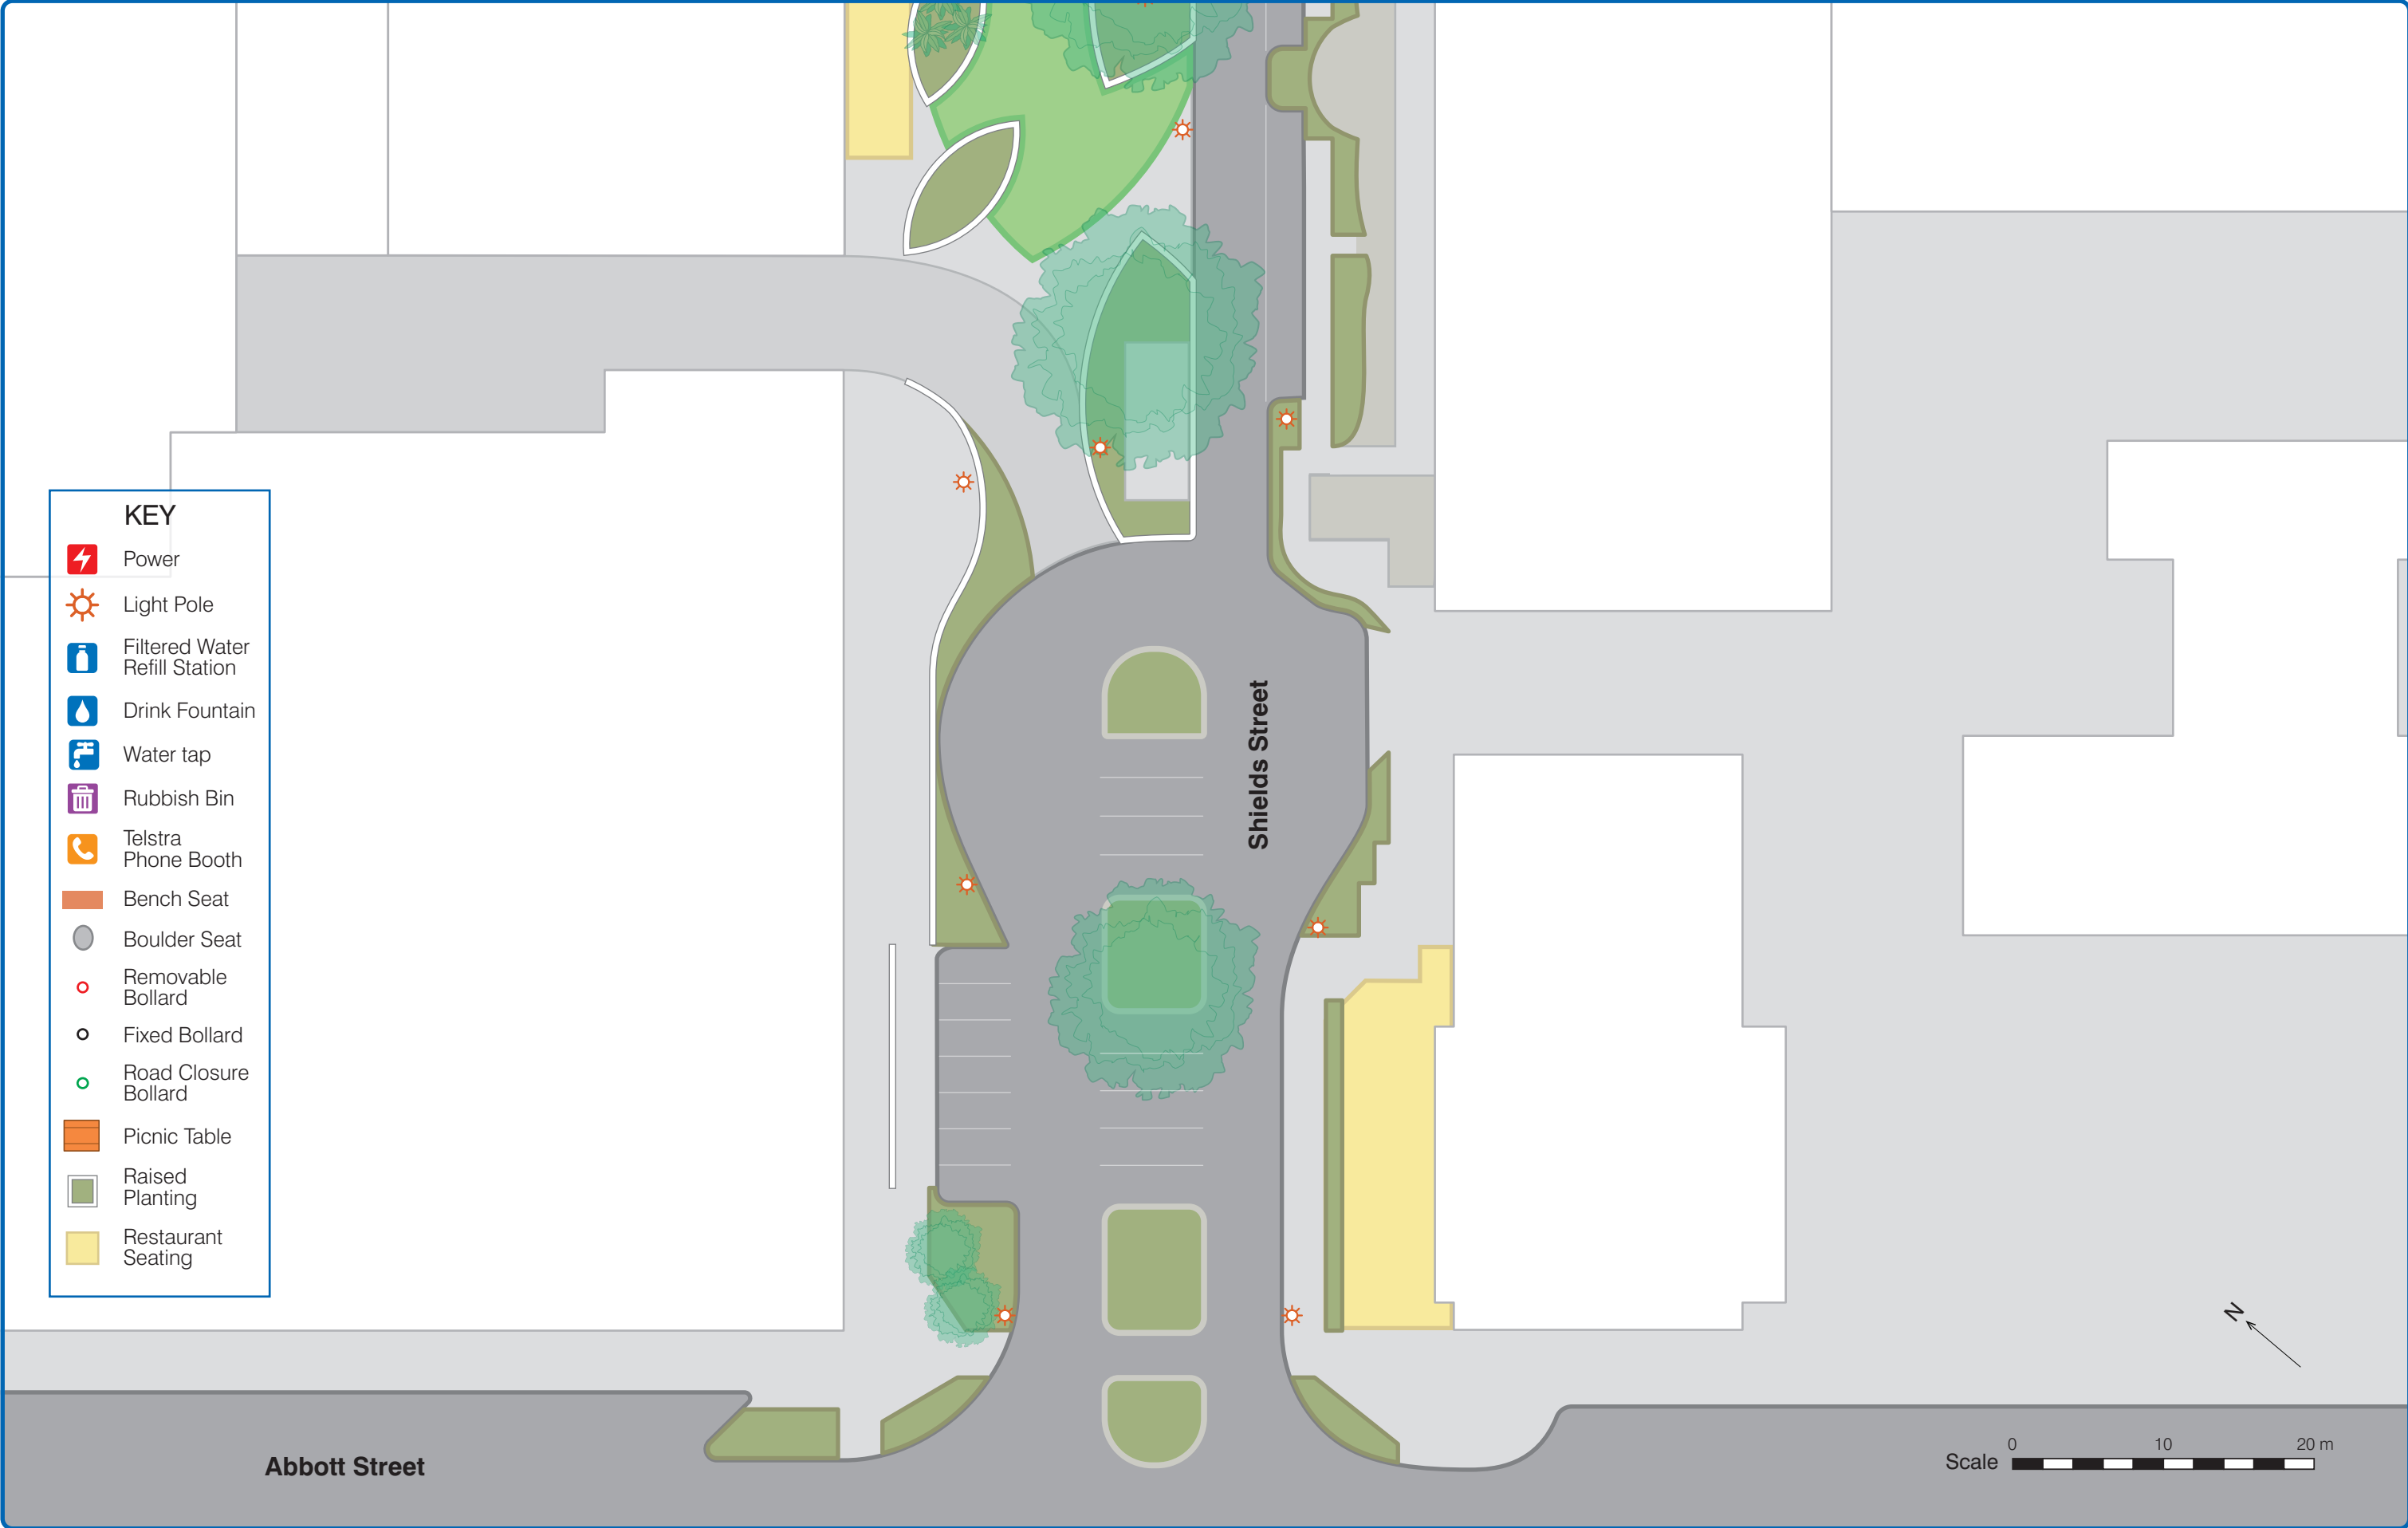 KEY
Power
Light Pole
Filtered Water
Refill Station
Drink Fountain
Water tap
Rubbish Bin
Telstra
Phone Booth
Bench Seat
Boulder Seat
Removable
Bollard
Fixed Bollard
Road Closure
Bollard
Picnic Table
Raised
Planting
Restaurant
Seating
Shields Street
Abbott Street
N
0 10 20 m
Scale